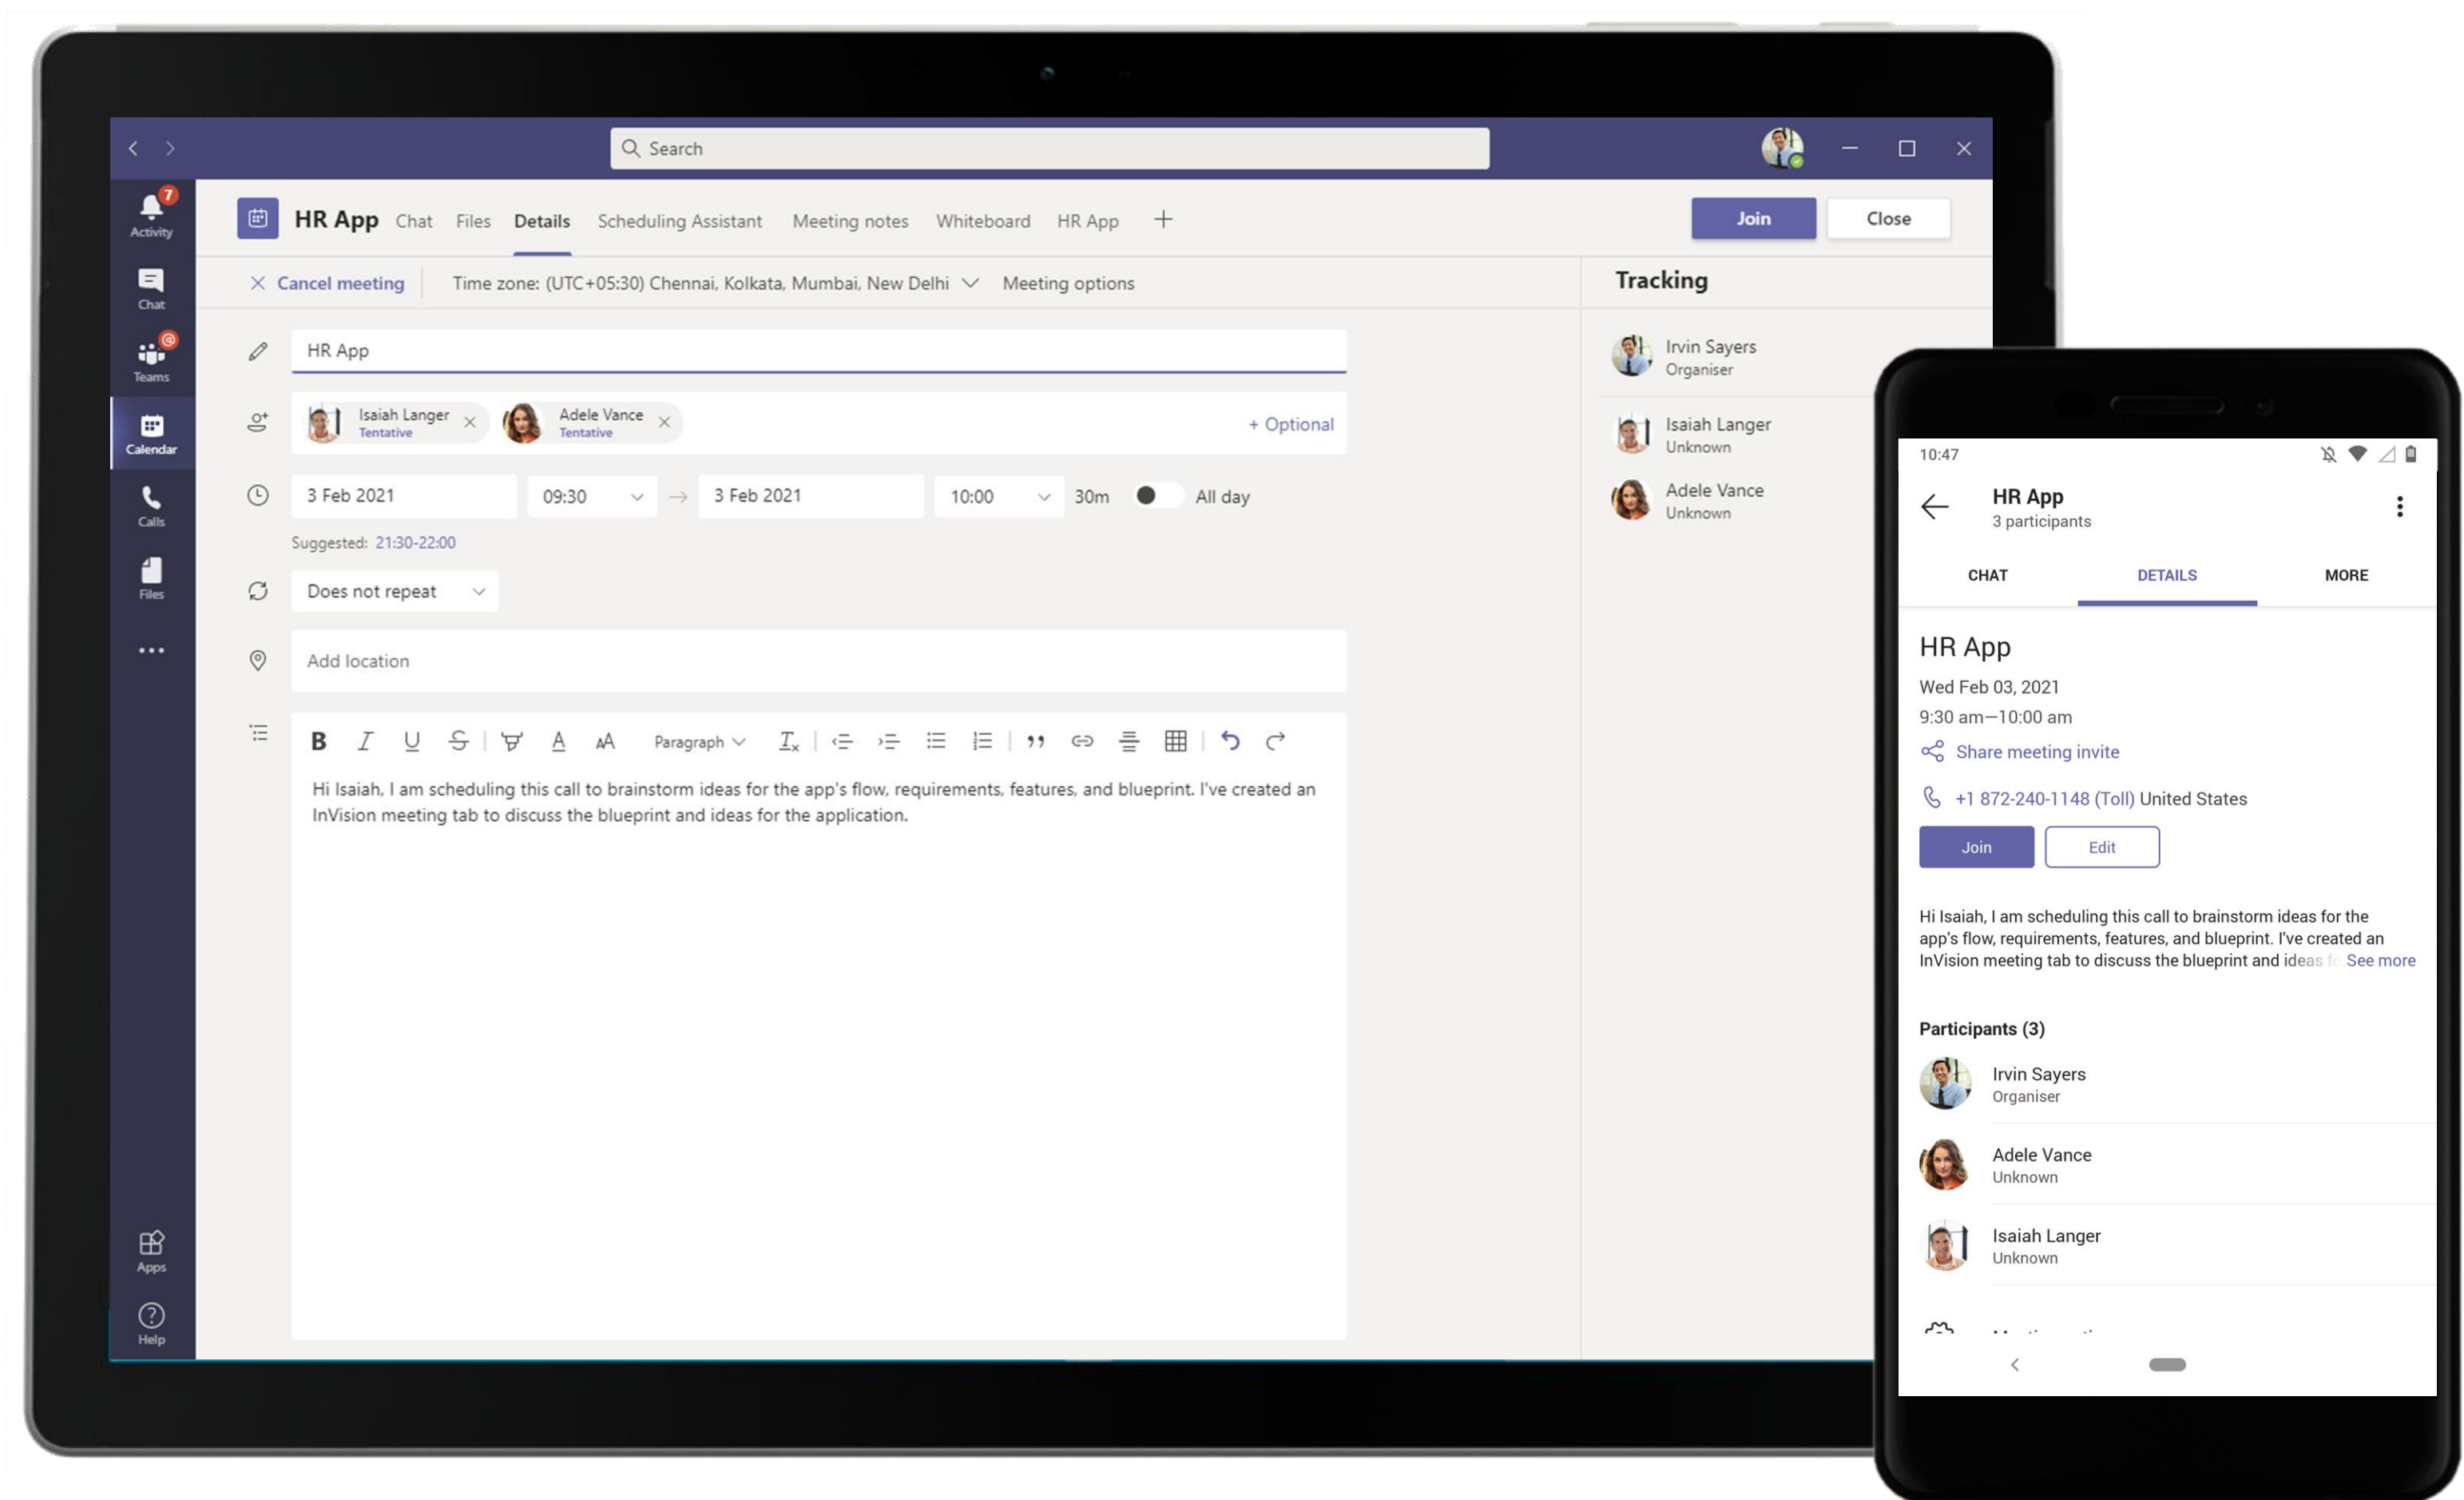 Search
7
Activity
Chat
@
Teams
Calendar
Calls
Files
Apps
Help
HR App Chat Files Details Scheduling Assistant Meeting notes Whiteboard HR App +
Join Close
Cancel meeting Time zone: (UTC+05:30) Chennai, Kolkata, Mumbai, New Delhi Meeting options
HR App
Isaiah Langer
Tentative
Adele Vance
Tentative
+ Optional
3 Feb 2021 09:30 → 3 Feb 2021 10:00 30m All day
Suggested: 21:30-22:00
Does not repeat
Add location
B I U S A AA Paragraph Tx
Hi Isaiah, I am scheduling this call to brainstorm ideas for the app's flow, requirements, features, and blueprint. I've created an
InVision meeting tab to discuss the blueprint and ideas for the application.
Tracking
Irvin Sayers
Organiser
Isaiah Langer
Unknown
Adele Vance
Unknown
10:47
HR App
3 participants
CHAT DETAILS MORE
HR App
Wed Feb 03, 2021
9:30 am—10:00 am
Share meeting invite
+1 872-240-1148 (Toll) United States
Join Edit
Hi Isaiah, I am scheduling this call to brainstorm ideas for the
app's flow, requirements, features, and blueprint. I've created an
InVision meeting tab to discuss the blueprint and ideas See more
Participants (3)
Irvin Sayers
Organiser
Adele Vance
Unknown
Isaiah Langer
Unknown